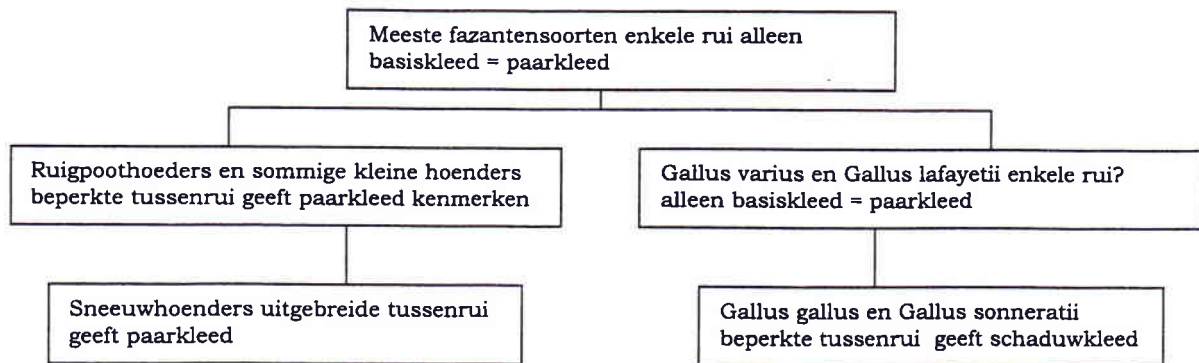 Meeste fazantensoorten enkele rui alleen
basiskleed = paarkleed
Ruigpoothoeders en sommige kleine hoenders
beperkte tussenrui geeft paarkleed kenmerken
Gallus varius en Gallus lafayetii enkele rui?
alleen basiskleed = paarkleed
Sneeuwhoenders uitgebreide tussenrui
geeft paarkleed
Gallus gallus en Gallus sonneratii
beperkte tussenrui geeft schaduwkleed